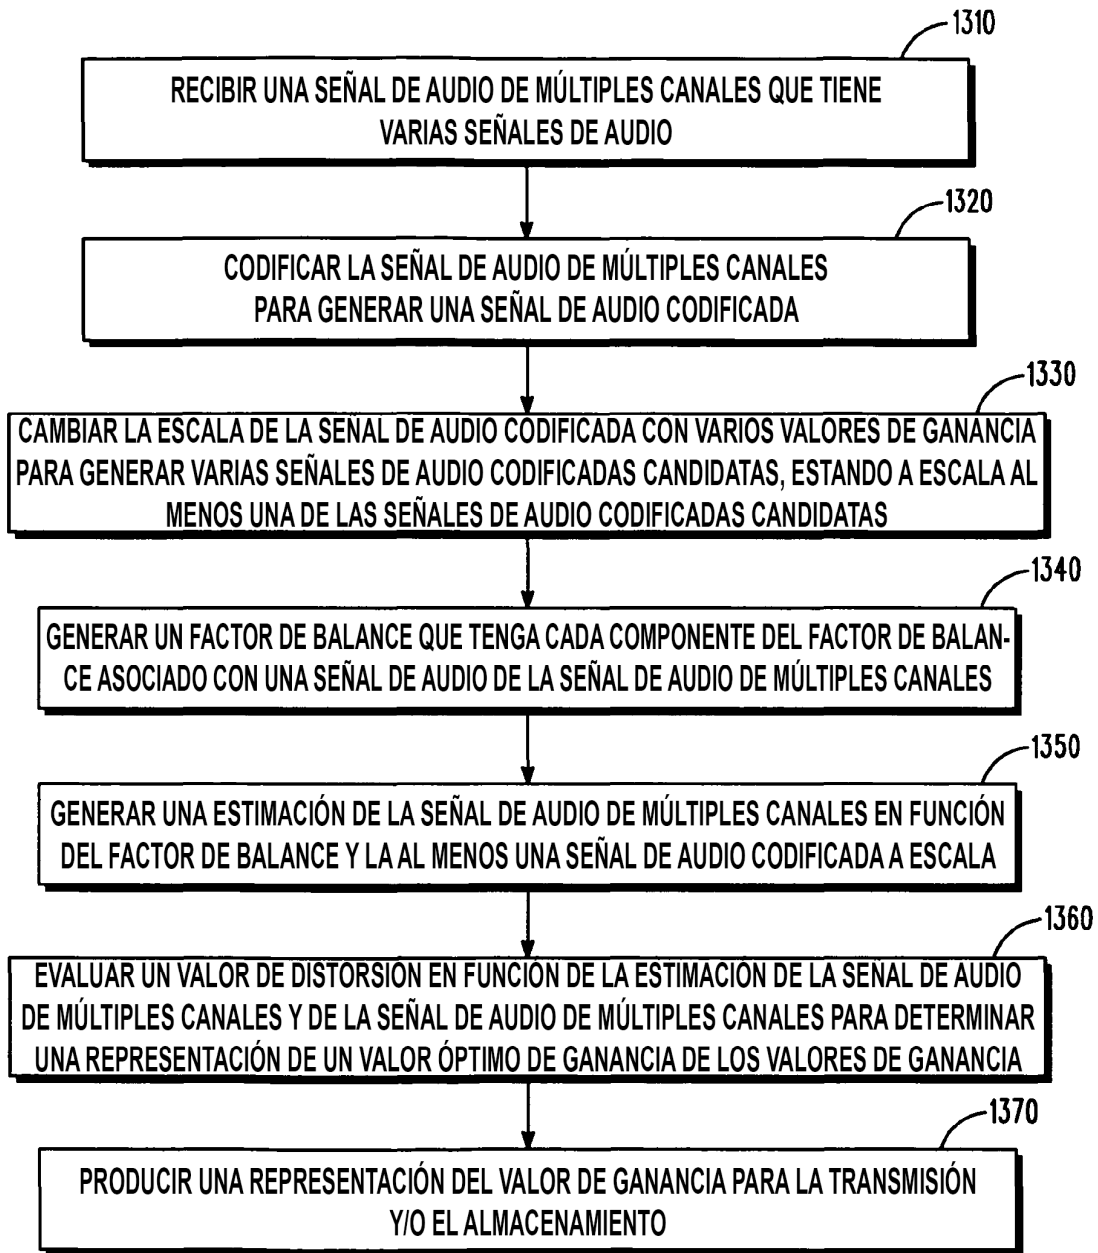 1310
RECIBIR UNA SEÑAL DE AUDIO DE MÚLTIPLES CANALES QUE TIENE
VARIAS SEÑALES DE AUDIO
1320
CODIFICAR LA SEÑAL DE AUDIO DE MÚLTIPLES CANALES
PARA GENERAR UNA SEÑAL DE AUDIO CODIFICADA
1330
CAMBIAR LA ESCALA DE LA SEÑAL DE AUDIO CODIFICADA CON VARIOS VALORES DE GANANCIA
PARA GENERAR VARIAS SEÑALES DE AUDIO CODIFICADAS CANDIDATAS, ESTANDO A ESCALA AL
MENOS UNA DE LAS SEÑALES DE AUDIO CODIFICADAS CANDIDATAS
1340
GENERAR UN FACTOR DE BALANCE QUE TENGA CADA COMPONENTE DEL FACTOR DE BALAN-
CE ASOCIADO CON UNA SEÑAL DE AUDIO DE LA SEÑAL DE AUDIO DE MÚLTIPLES CANALES
1350
GENERAR UNA ESTIMACIÓN DE LA SEÑAL DE AUDIO DE MÚLTIPLES CANALES EN FUNCIÓN
DEL FACTOR DE BALANCE Y LA AL MENOS UNA SEÑAL DE AUDIO CODIFICADA A ESCALA
1360
EVALUAR UN VALOR DE DISTORSIÓN EN FUNCIÓN DE LA ESTIMACIÓN DE LA SEÑAL DE AUDIO
DE MÚLTIPLES CANALES Y DE LA SEÑAL DE AUDIO DE MÚLTIPLES CANALES PARA DETERMINAR
UNA REPRESENTACIÓN DE UN VALOR ÓPTIMO DE GANANCIA DE LOS VALORES DE GANANCIA
1370
PRODUCIR UNA REPRESENTACIÓN DEL VALOR DE GANANCIA PARA LA TRANSMISIÓN
Y/O EL ALMACENAMIENTO